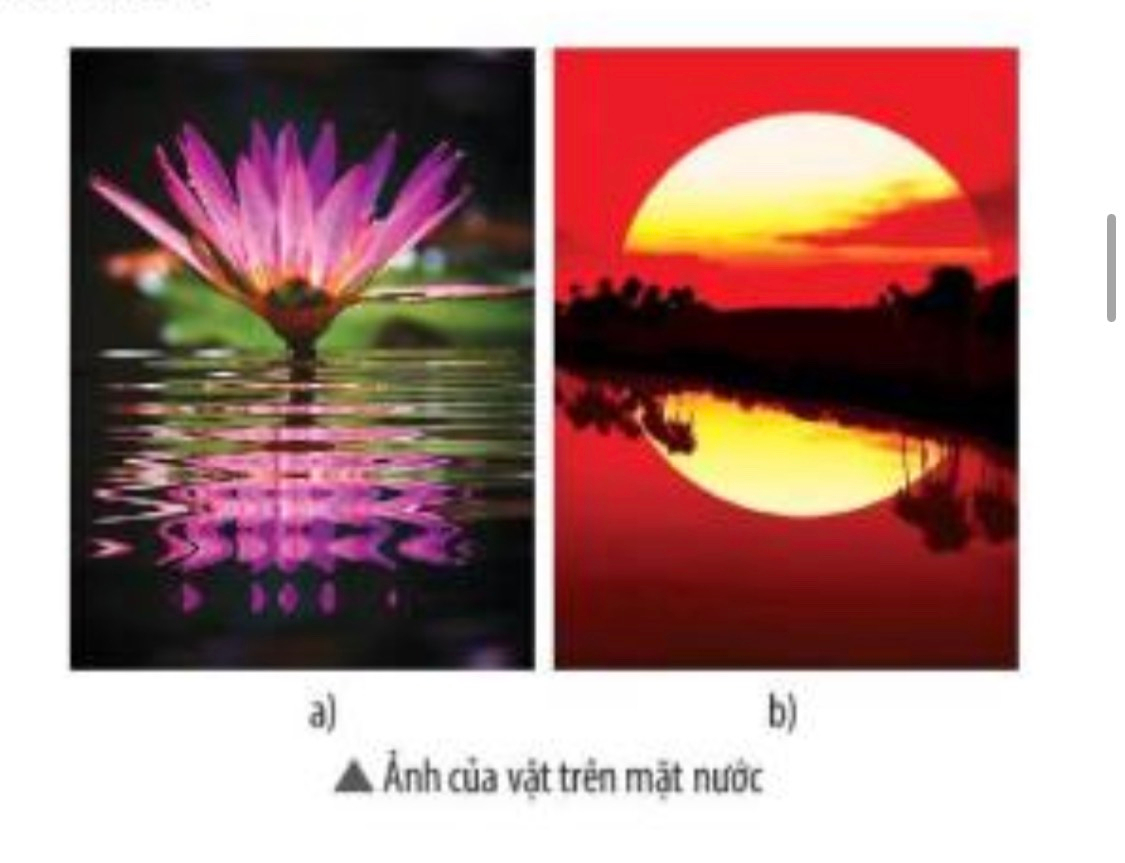 a) b)
▲ Ảnh của vật trên mặt nước